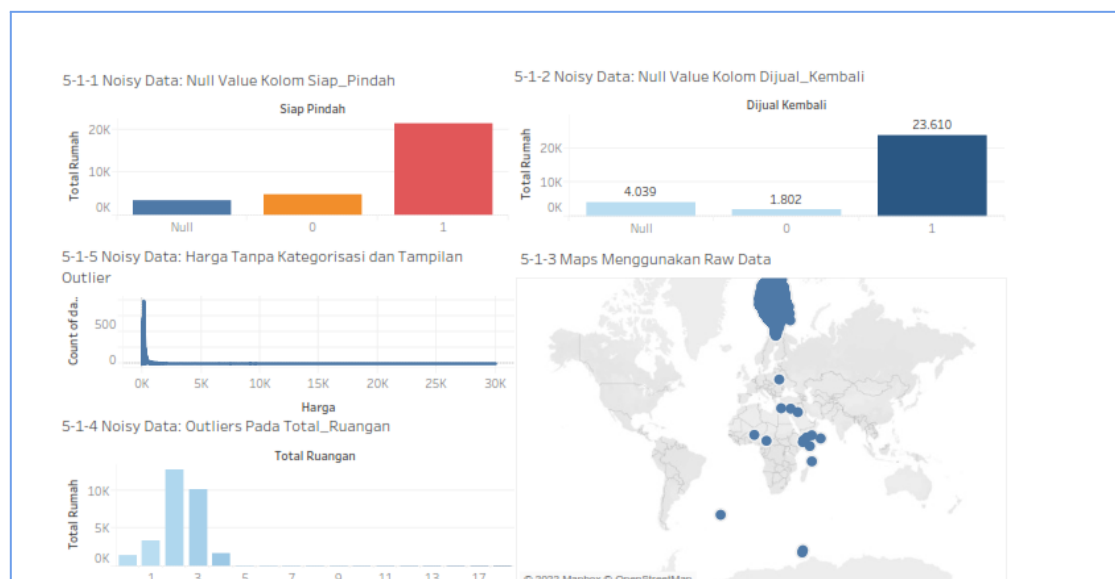 5-1-1 Noisy Data: Null Value Kolom Siap_Pindah
Siap Pindah
Total Rumah
20K
10K
0K
Null
0
1
5-1-2 Noisy Data: Null Value Kolom Dijual_Kembali
Dijual Kembali
Total Rumah
20K
10K
0K
4.039
1.802
23.610
Null
0
1
5-1-5 Noisy Data: Harga Tanpa Kategorisasi dan Tampilan
Outlier
Count of da..
500
0
0K
5K
10K
15K
20K
25K
30K
Harga
5-1-3 Maps Menggunakan Raw Data
5-1-4 Noisy Data: Outliers Pada Total_Ruangan
Total Ruangan
Total Rumah
10K
5K
0K
1
3
5
7
9
11
13
17
© 2022 Mapbox © OpenStreetMap